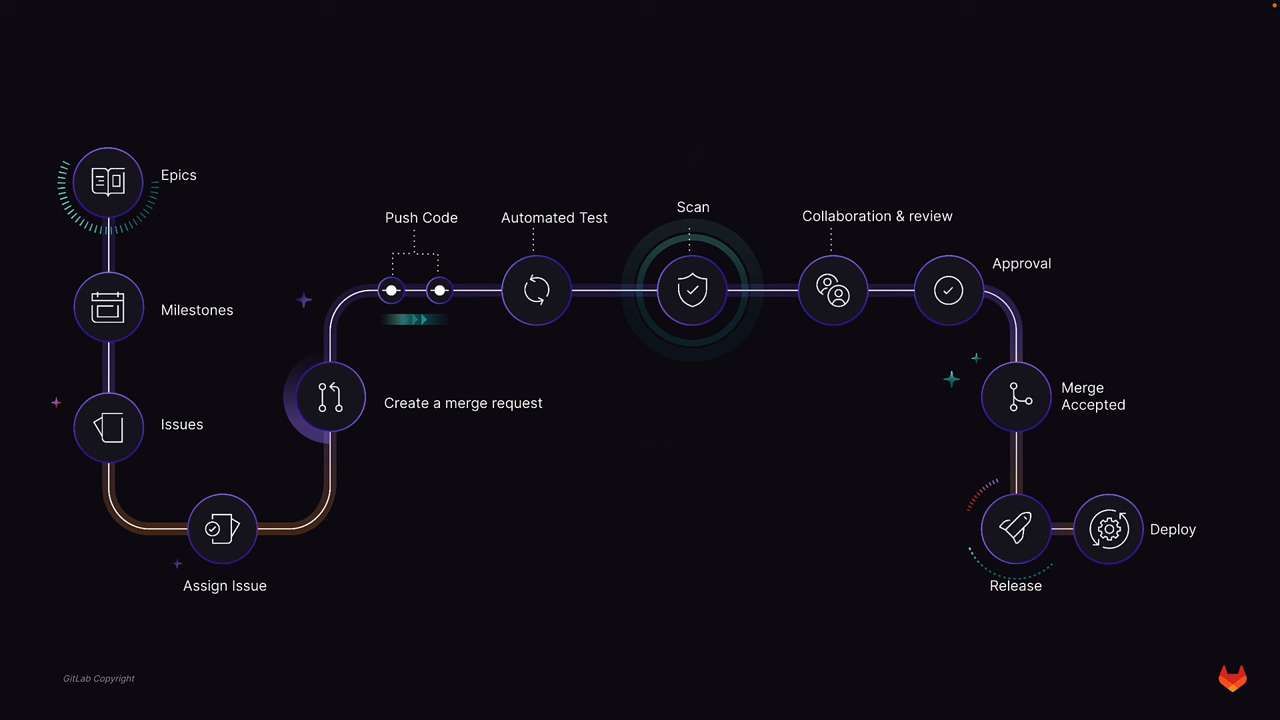 Epics
Milestones
Issues
Assign Issue
Create a merge request
Push Code
Automated Test
Scan
Collaboration & review
Approval
Merge
Accepted
Release
Deploy
GitLab Copyright